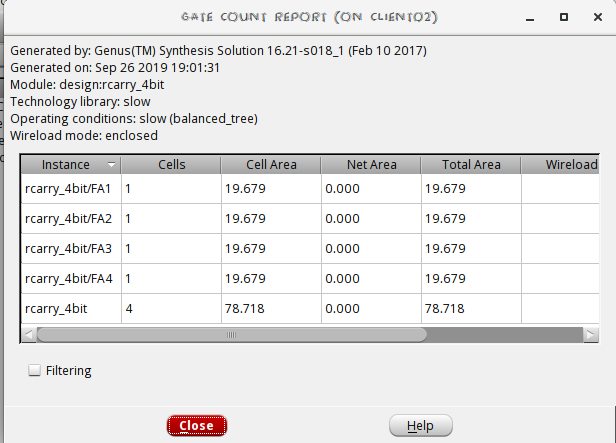 GATE COUNT REPORT (ON CLIENT02)
Generated by: Genus(TM) Synthesis Solution 16.21-s018_1 (Feb 10 2017)
Generated on: Sep 26 2019 19:01:31
Module: design:rcarry_4bit
Technology library: slow
Operating conditions: slow (balanced_tree)
Wireload mode: enclosed
Instance Cells Cell Area Net Area Total Area Wireload
rcarry_4bit/FA1 1 19.679 0.000 19.679
rcarry_4bit/FA2 1 19.679 0.000 19.679
rcarry_4bit/FA3 1 19.679 0.000 19.679
rcarry_4bit/FA4 1 19.679 0.000 19.679
rcarry_4bit 4 78.718 0.000 78.718
Filtering
Close Help